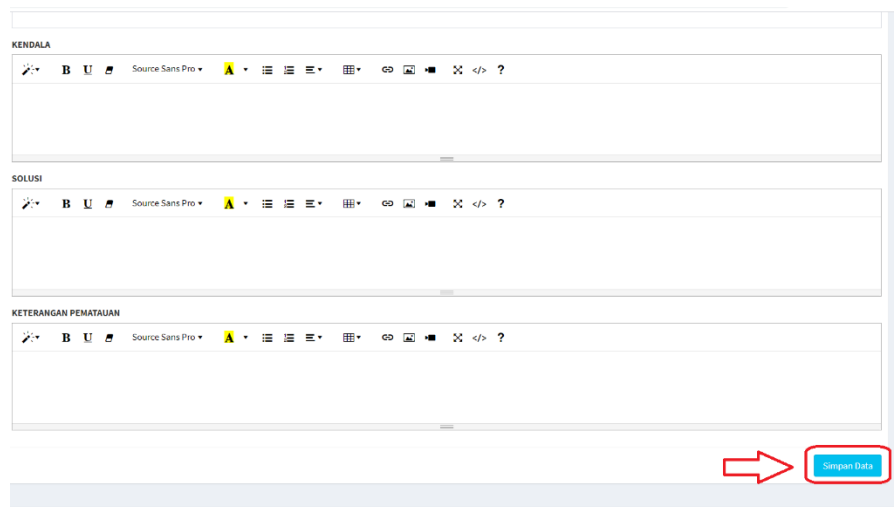 KENDALA
B U Source Sans Pro A </> ?
SOLUSI
B U Source Sans Pro A </> ?
KETERANGAN PEMATAUAN
B U Source Sans Pro A </> ?
Simpan Data